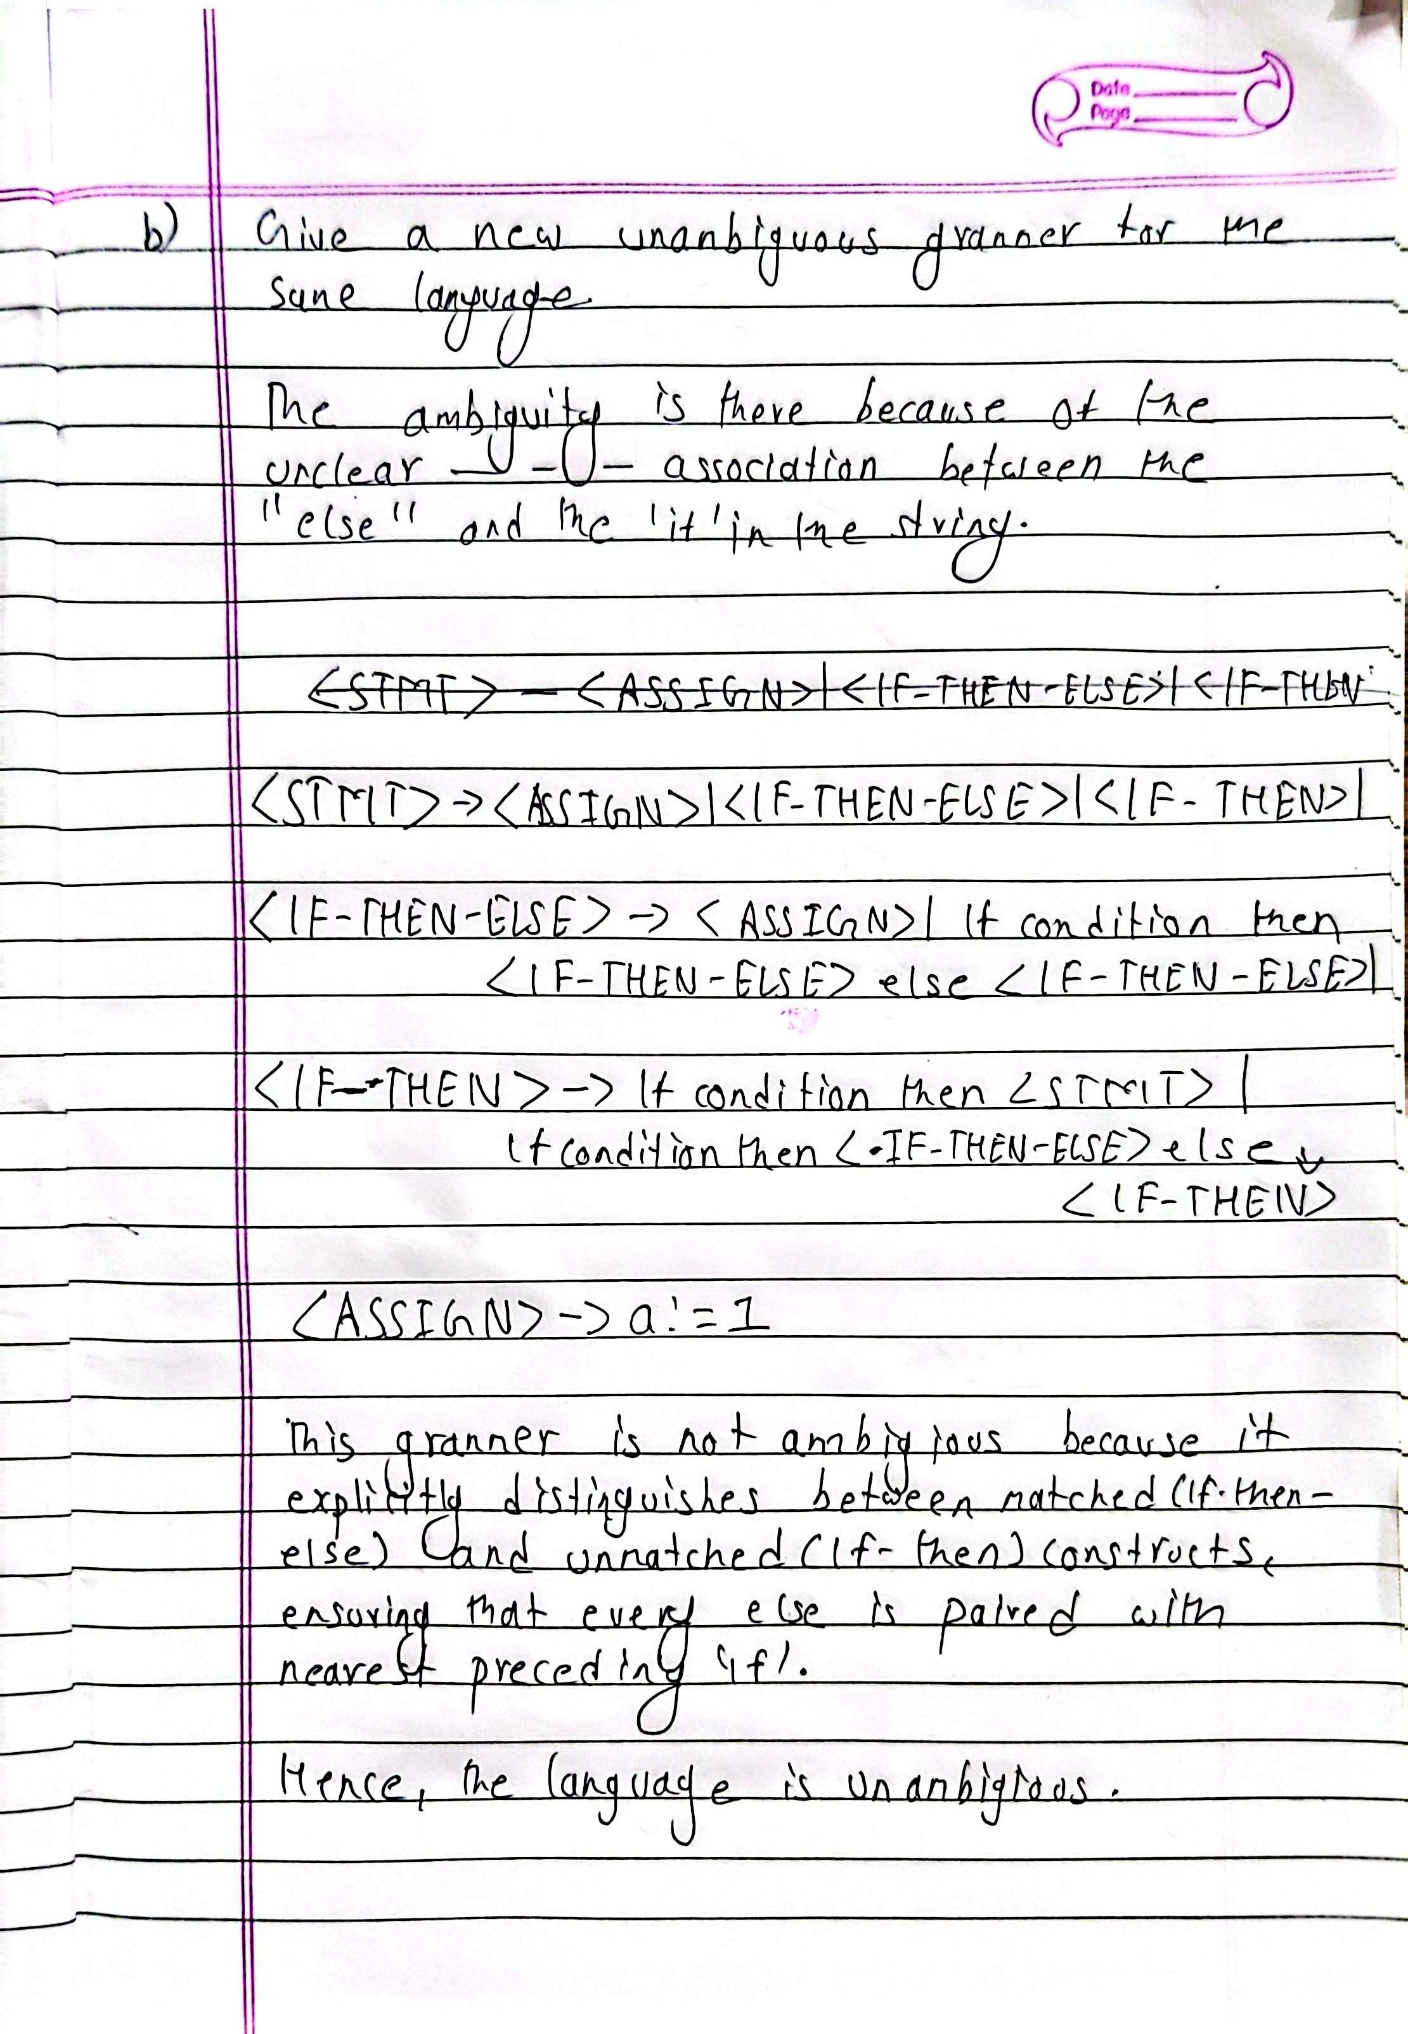 Date
Page
b) Give a new unambiguous grammer for the
same language.
The ambiguity is there because of the
unclear association between the
"else" and the 'if' in the string.
<STMT> - <ASSIGN>|<IF-THEN-ELSE>|<IF-THEN
<STMT> -> <ASSIGN>|<IF-THEN-ELSE>|<IF-THEN>|
<IF-THEN-ELSE> -> <ASSIGN>| If condition then
<IF-THEN-ELSE> else <IF-THEN-ELSE>|
<IF-THEN> -> If condition then <STMT> |
If condition then <IF-THEN-ELSE> else
<IF-THEN>
<ASSIGN> -> a:=1
This grammer is not ambigious because it
explicitly distinguishes between matched (if-then-
else) and unmatched (if-then) constructs,
ensuring that every else is paired with
nearest preceding 'if'.
Hence, the language is unambigious.